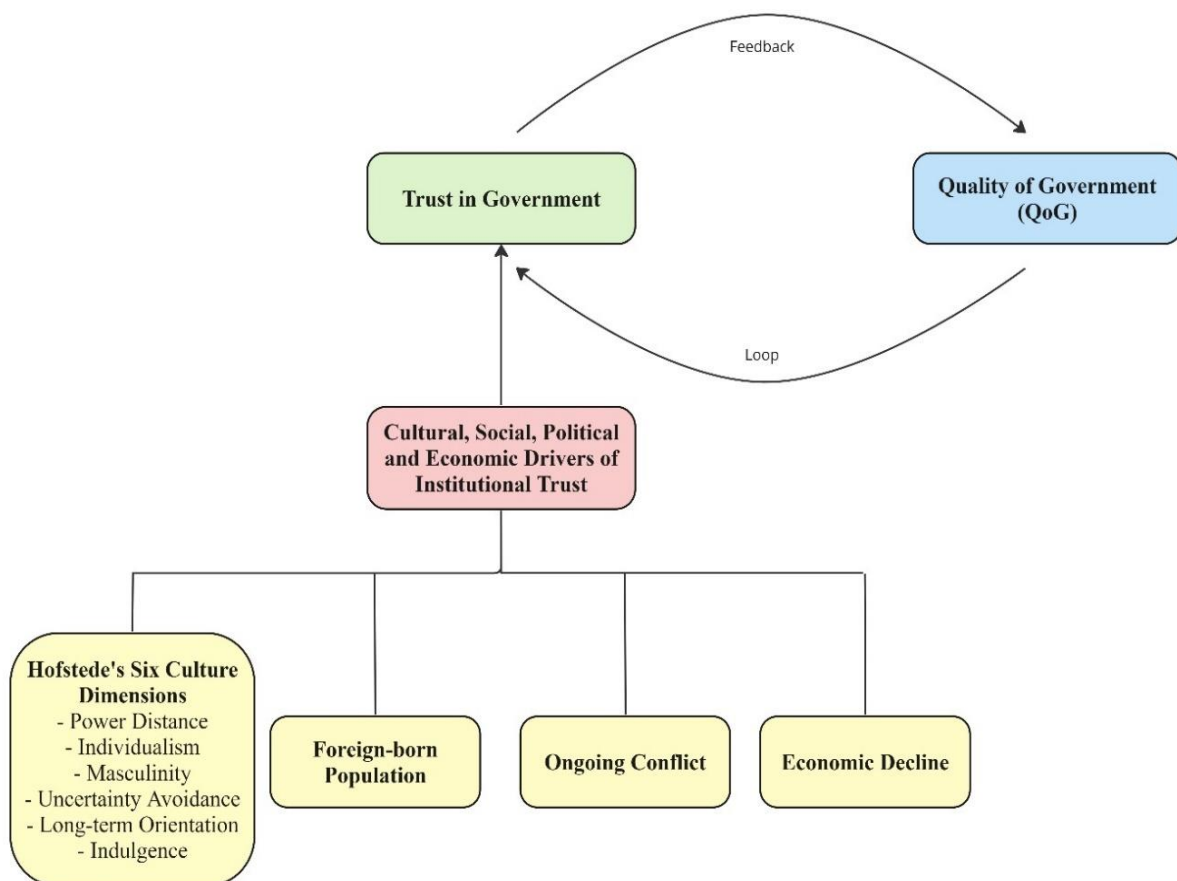 Feedback
Trust in Government
Quality of Government
(QoG)
Loop
Cultural, Social, Political
and Economic Drivers of
Institutional Trust
Hofstede's Six Culture
Dimensions
- Power Distance
- Individualism
- Masculinity
- Uncertainty Avoidance
- Long-term Orientation
- Indulgence
Foreign-born
Population
Ongoing Conflict
Economic Decline